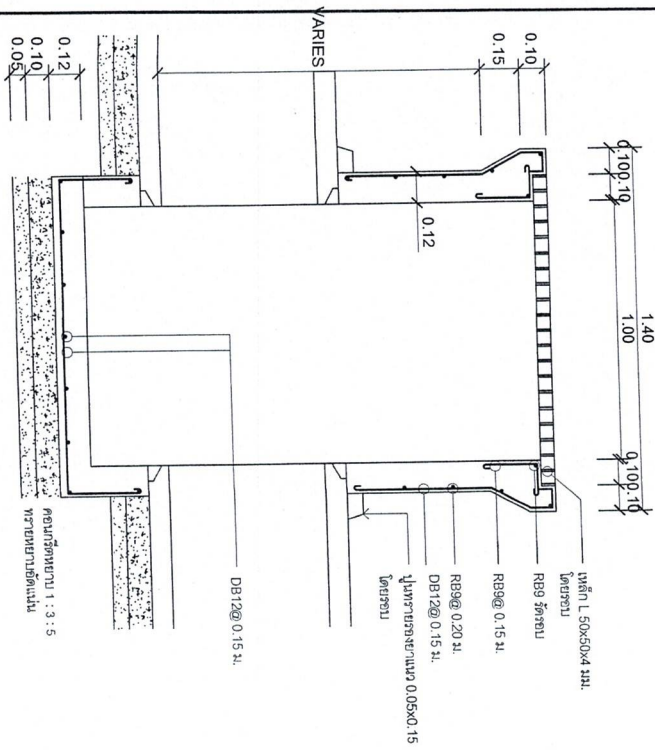 1.40
0.10
0.10
1.00
0.10
0.10
0.10
0.15
VARIES
0.12
0.10
0.05
0.12
เหล็ก L 50x50x4 มม.
โดยรอบ
RB9 รัดรอบ
RB9@ 0.15 ม.
RB9@ 0.20 ม.
DB12@ 0.15 ม.
ปูนทรายรองยาแนว 0.05x0.15
โดยรอบ
DB12@ 0.15 ม.
คอนกรีตหยาบ 1 : 3 : 5
ทรายหยาบอัดแน่น